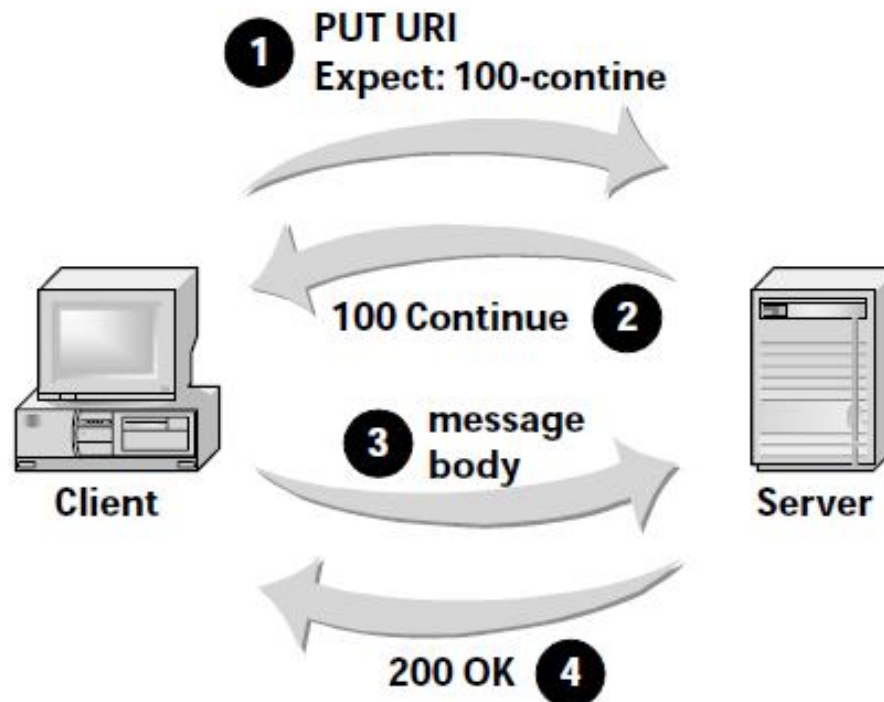 1 PUT URI
Expect: 100-contine
100 Continue 2
3 message
body
Client
Server
200 OK 4